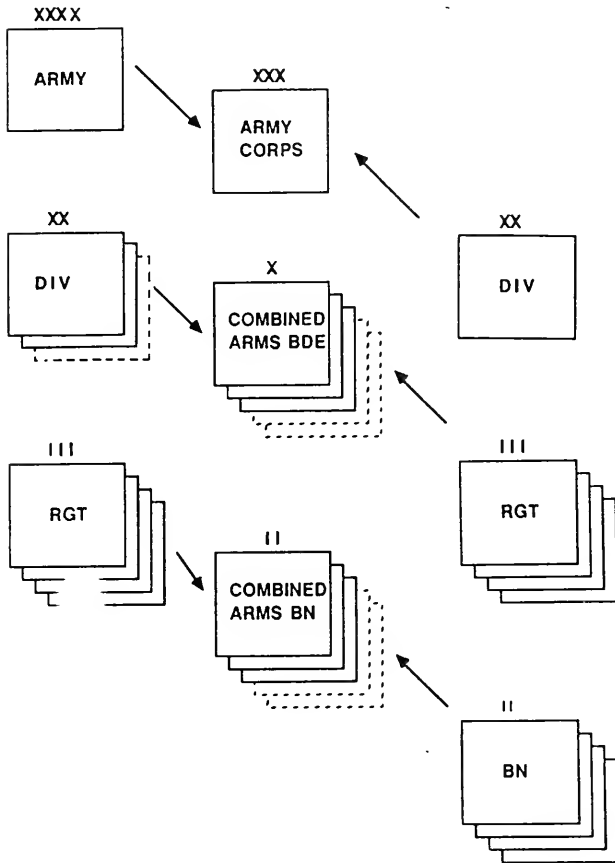 XXXX
ARMY
XXX
ARMY
CORPS
XX
DIV
X
COMBINED
ARMS BDE
XX
DIV
III
RGT
II
COMBINED
ARMS BN
III
RGT
II
BN